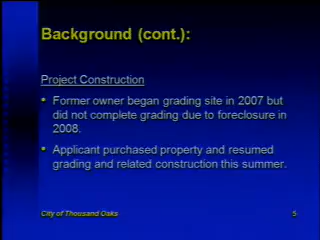 Background (cont.):
Project Construction
▪ Former owner began grading site in 2007 but
did not complete grading due to foreclosure in
2008.
▪ Applicant purchased property and resumed
grading and related construction this summer.
City of Thousand Oaks 5